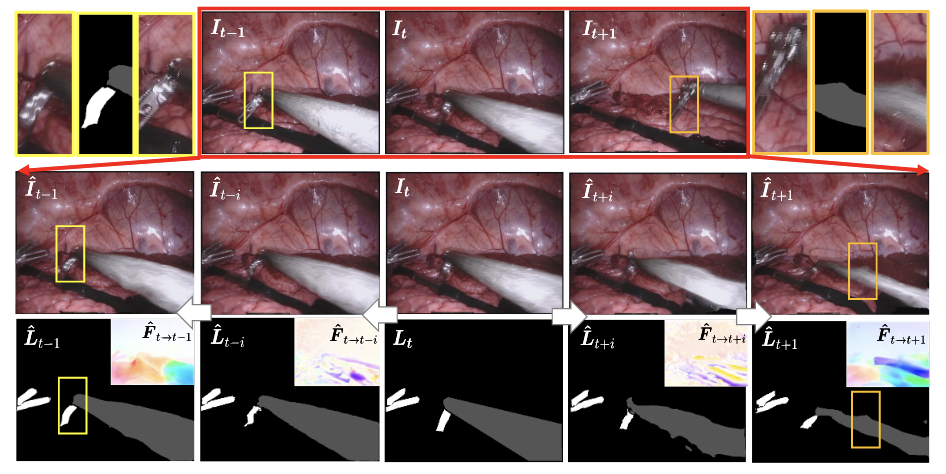 I_{t−1}
I_t
I_{t+1}
Î_{t−1}
Î_{t−i}
I_t
Î_{t+i}
Î_{t+1}
L̂_{t−1}
F̂_{t→t−1}
L̂_{t−i}
F̂_{t→t−i}
L_t
L̂_{t+i}
F̂_{t→t+i}
L̂_{t+1}
F̂_{t→t+1}